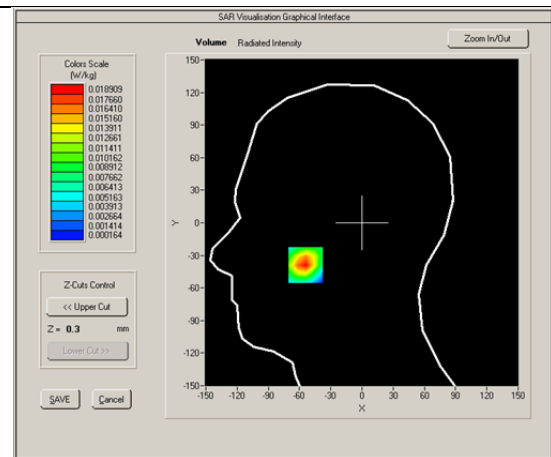 SAR Visualisation Graphical Interface
Volume Radiated Intensity
Zoom In/Out
Colors Scale
(W/kg)
0.018909
0.017660
0.016410
0.015160
0.013911
0.012661
0.011411
0.010162
0.008912
0.007662
0.006413
0.005163
0.003913
0.002664
0.001414
0.000164
Z-Cuts Control
<< Upper Cut
Z = 0.3 mm
Lower Cut >>
SAVE Cancel
150-
120-
90-
60-
30-
Y 0-
-30-
-60-
-90-
-120-
-150-
-150 -120 -90 -60 -30 0 30 60 90 120 150
X